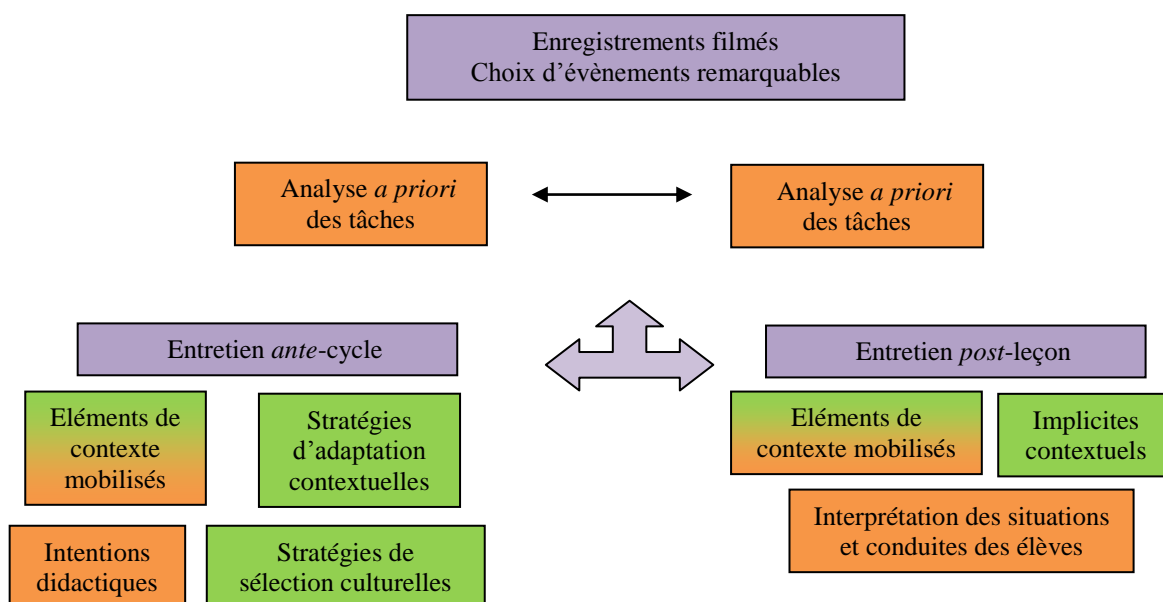 Enregistrements filmés
Choix d’évènements remarquables
Analyse a priori
des tâches
Analyse a priori
des tâches
Entretien ante-cycle
Eléments de
contexte
mobilisés
Stratégies
d’adaptation
contextuelles
Intentions
didactiques
Stratégies de
sélection culturelles
Entretien post-leçon
Eléments de
contexte mobilisés
Implicites
contextuels
Interprétation des situations
et conduites des élèves